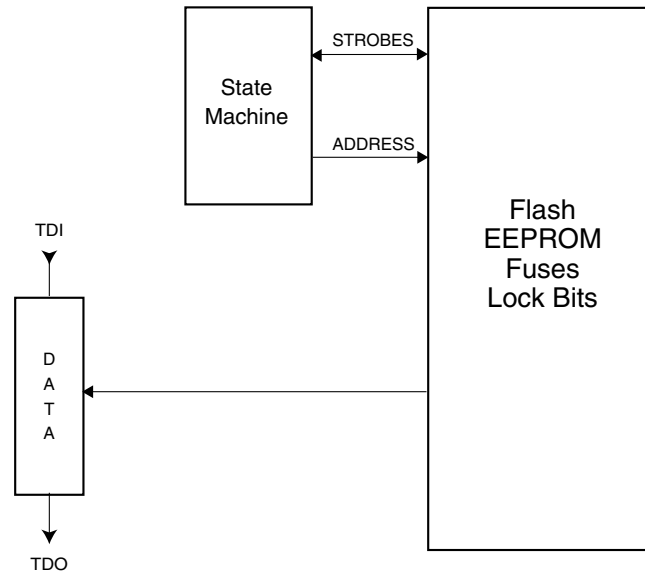 STROBES
State
Machine
ADDRESS
Flash
EEPROM
Fuses
Lock Bits
TDI
D
A
T
A
TDO